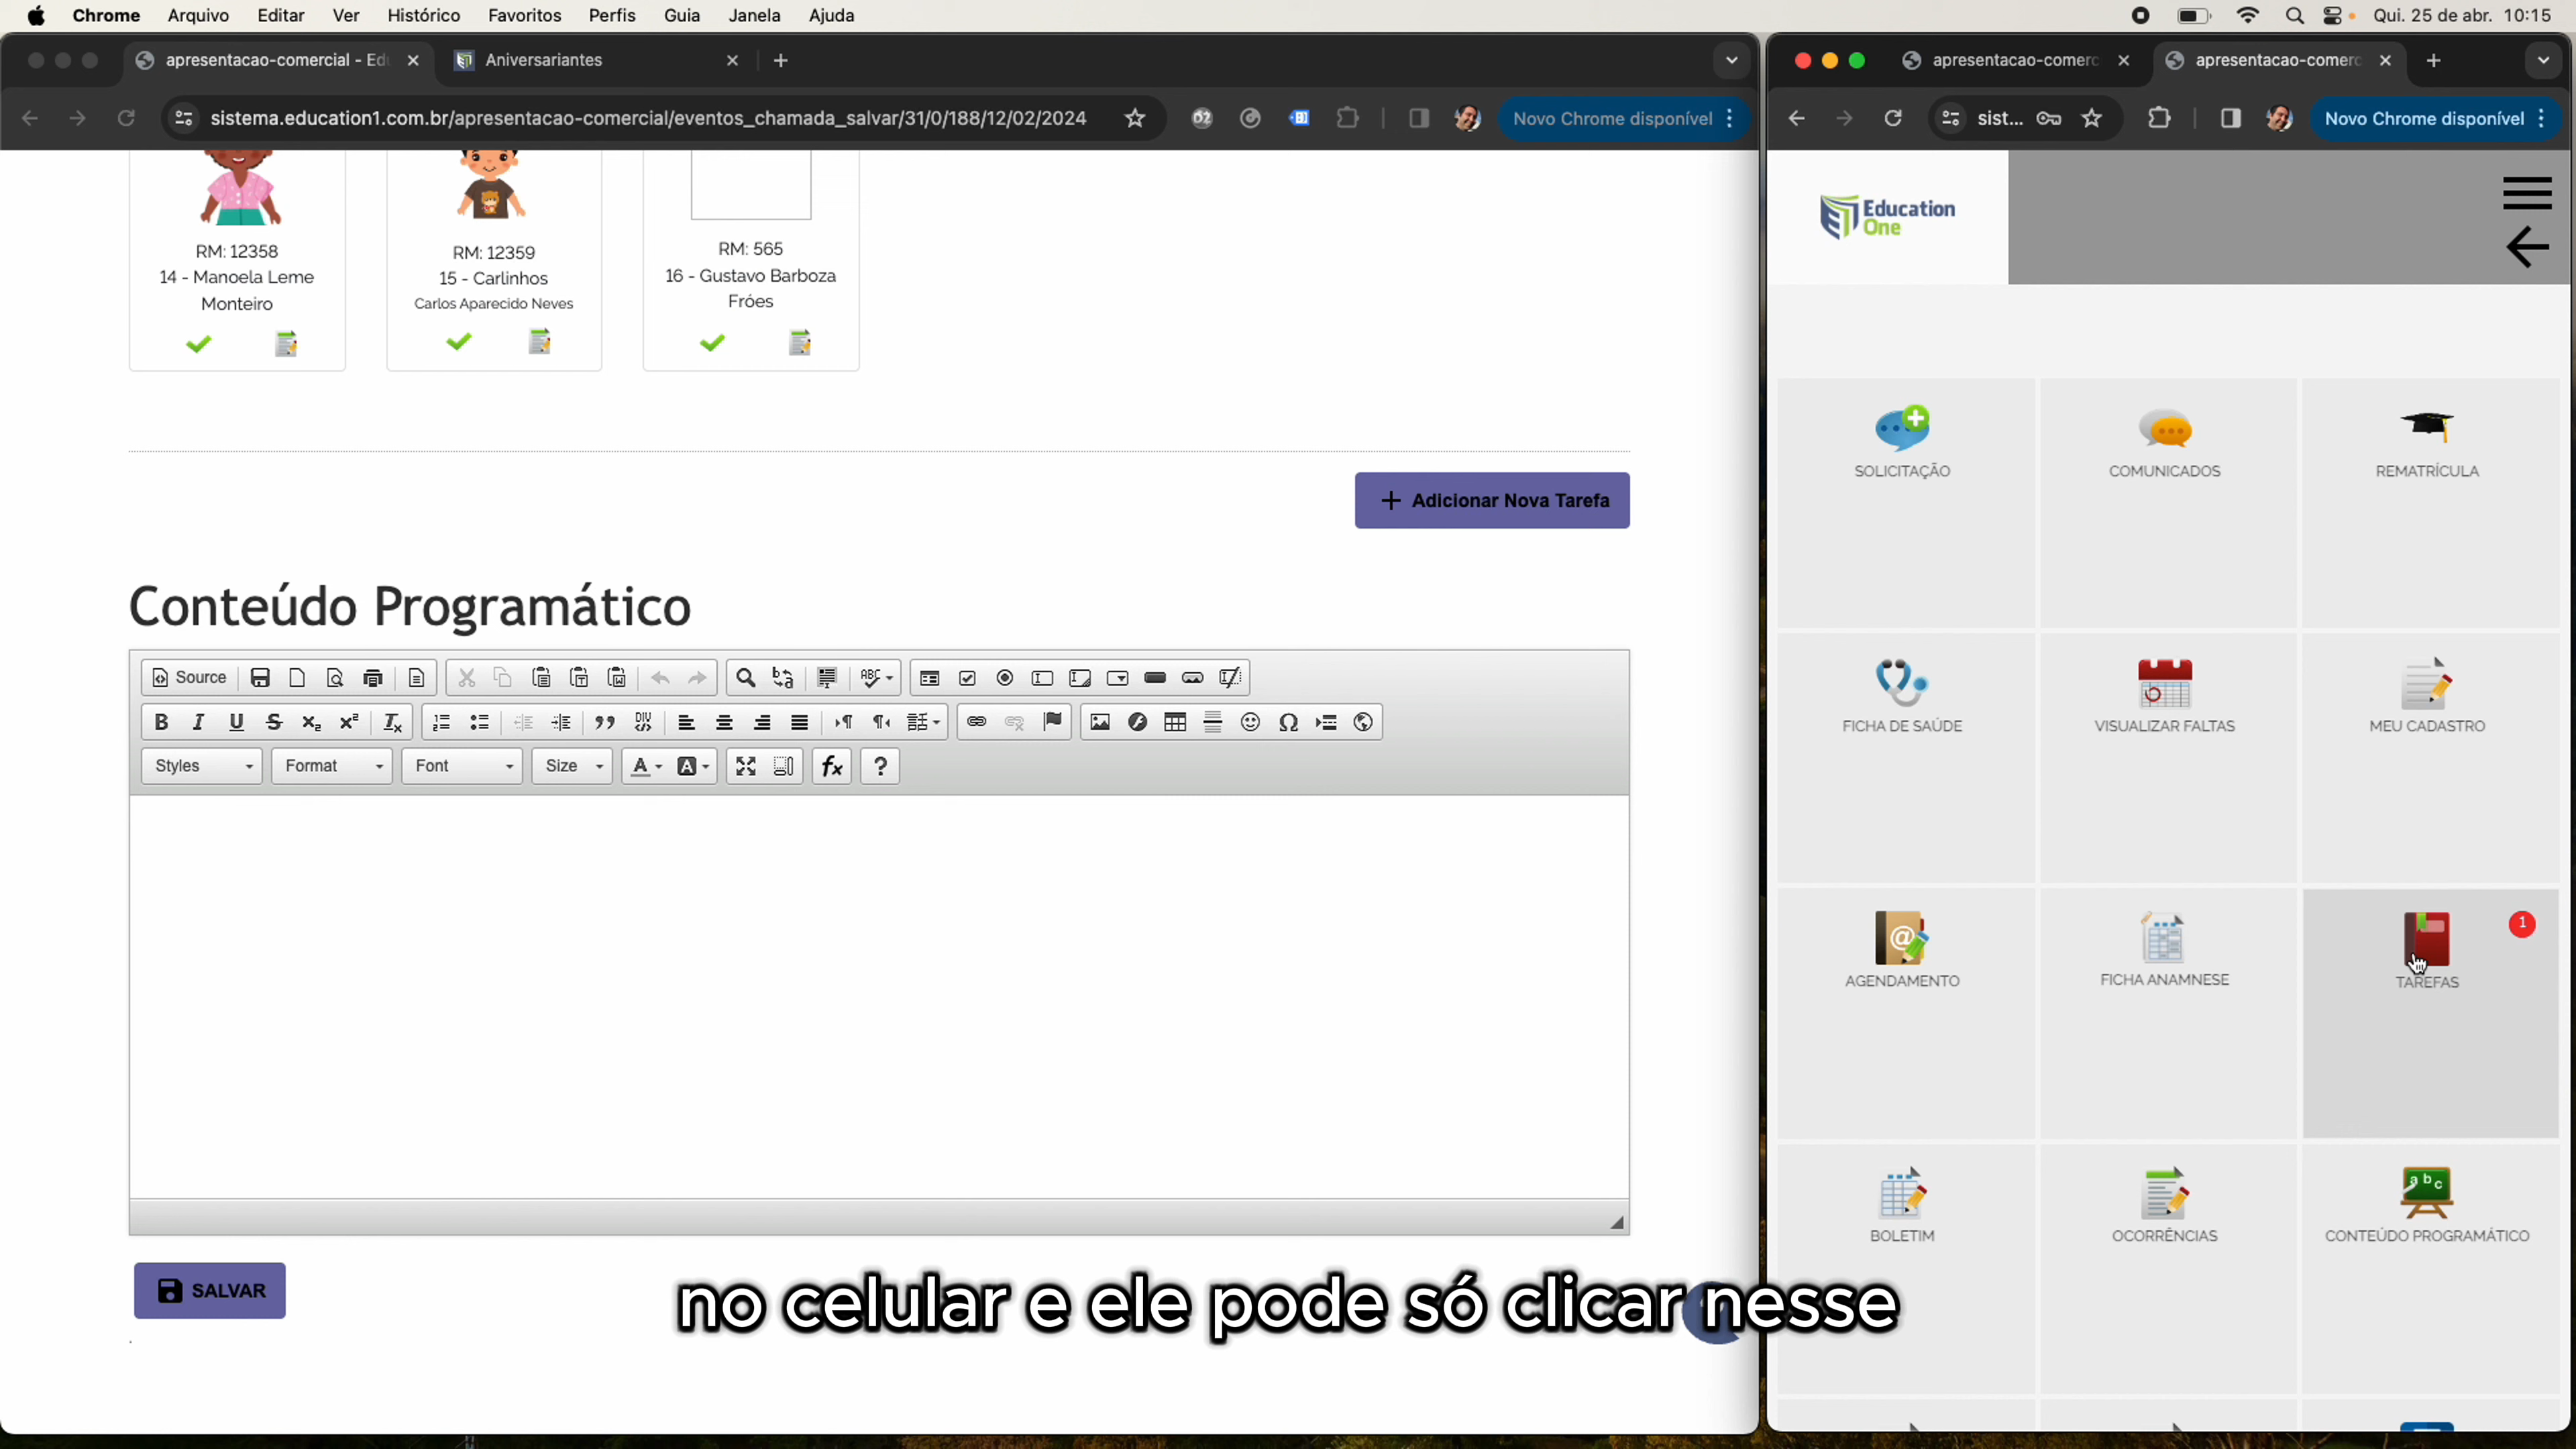 Chrome Arquivo Editar Ver Histórico Favoritos Perfis Guia Janela Ajuda
Qui. 25 de abr. 10:15
apresentacao-comercial - Edu
Aniversariantes
sistema.education1.com.br/apresentacao-comercial/eventos_chamada_salvar/31/0/188/12/02/2024
Novo Chrome disponível
RM: 12358
14 - Manoela Leme
Monteiro
RM: 12359
15 - Carlinhos
Carlos Aparecido Neves
RM: 565
16 - Gustavo Barboza
Fróes
+ Adicionar Nova Tarefa
Conteúdo Programático
Source
Styles Format Font Size
SALVAR
.
apresentacao-comerc
apresentacao-comerc
sist...
Novo Chrome disponível
Education
One
SOLICITAÇÃO
COMUNICADOS
REMATRÍCULA
FICHA DE SAÚDE
VISUALIZAR FALTAS
MEU CADASTRO
AGENDAMENTO
FICHA ANAMNESE
1
TAREFAS
BOLETIM
OCORRÊNCIAS
abc
CONTEÚDO PROGRAMÁTICO
no celular e ele pode só clicar nesse